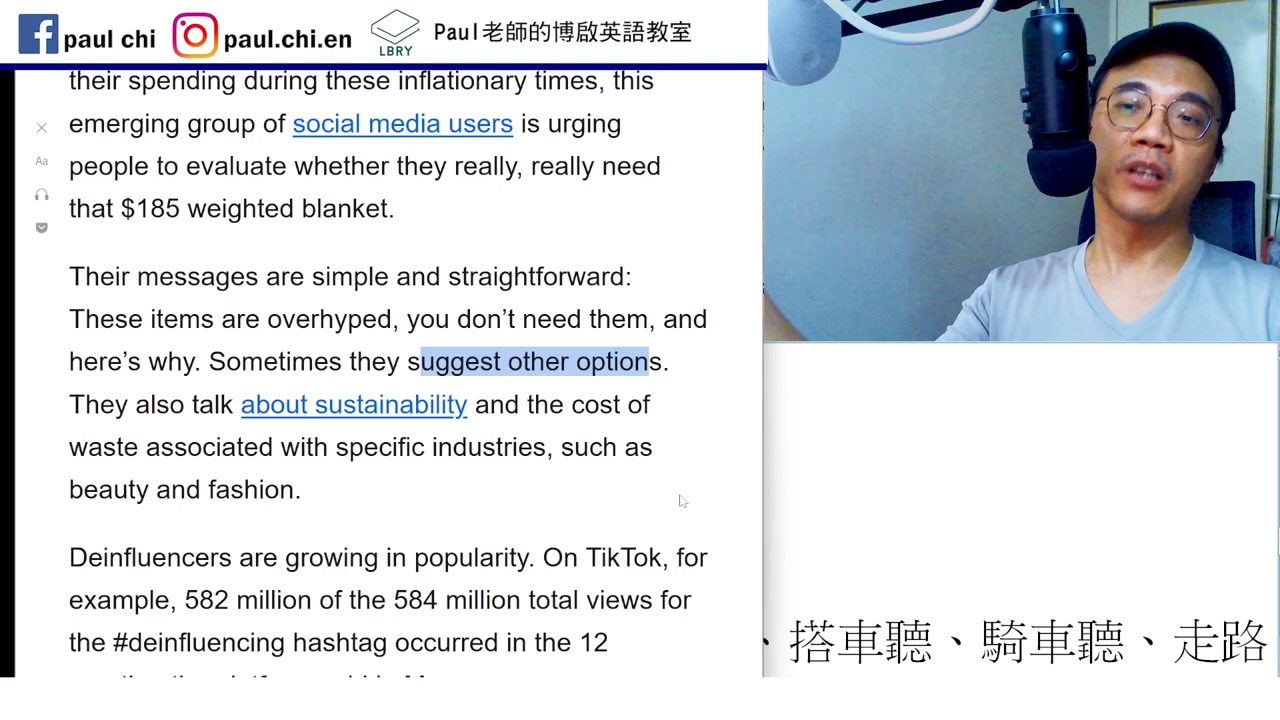 paul chi
paul.chi.en
LBRY
Paul老師的博啟英語教室
their spending during these inflationary times, this
emerging group of social media users is urging
people to evaluate whether they really, really need
that $185 weighted blanket.
Their messages are simple and straightforward:
These items are overhyped, you don’t need them, and
here’s why. Sometimes they suggest other options.
They also talk about sustainability and the cost of
waste associated with specific industries, such as
beauty and fashion.
Deinfluencers are growing in popularity. On TikTok, for
example, 582 million of the 584 million total views for
the #deinfluencing hashtag occurred in the 12
Aa
、搭車聽、騎車聽、走路